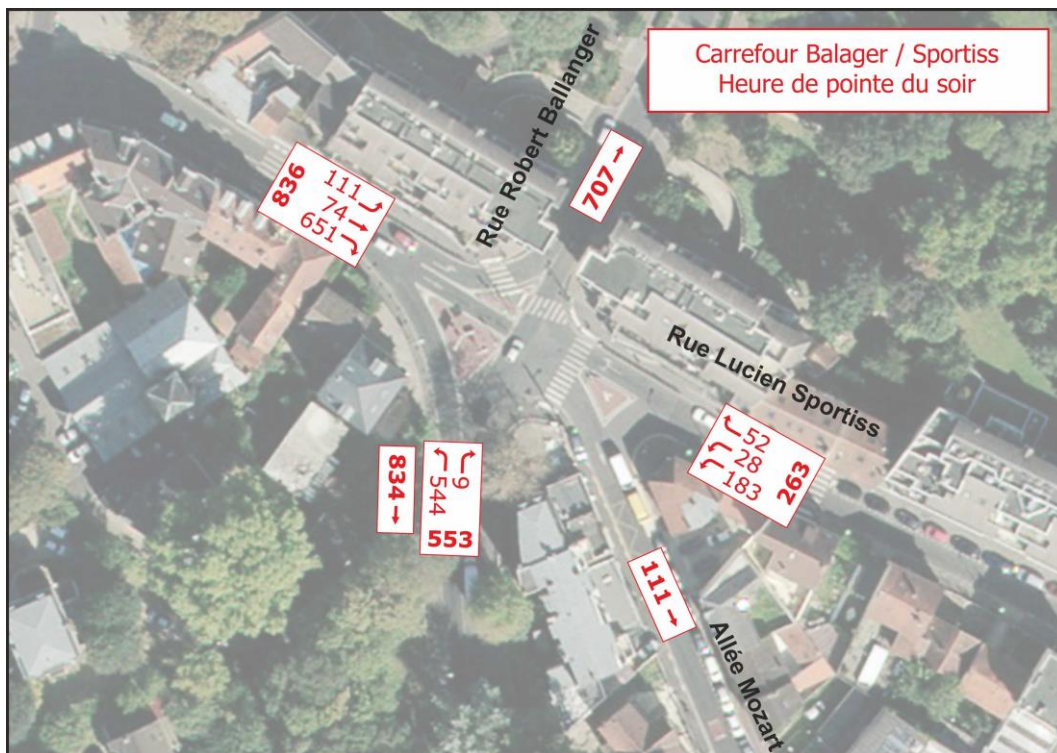 Carrefour Balager / Sportiss
Heure de pointe du soir
Rue Robert Ballanger
707
836
111
74
651
Rue Lucien Sportiss
52
28
183
263
834
9
544
553
111
Allée Mozart